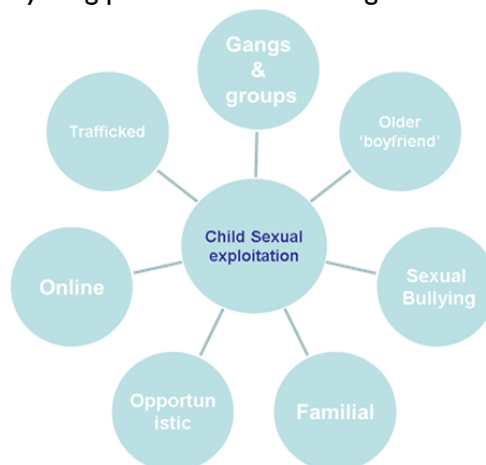 Gangs
&
groups
Older
‘boyfriend’
Sexual
Bullying
Familial
Opportun
istic
Online
Trafficked
Child Sexual
exploitation